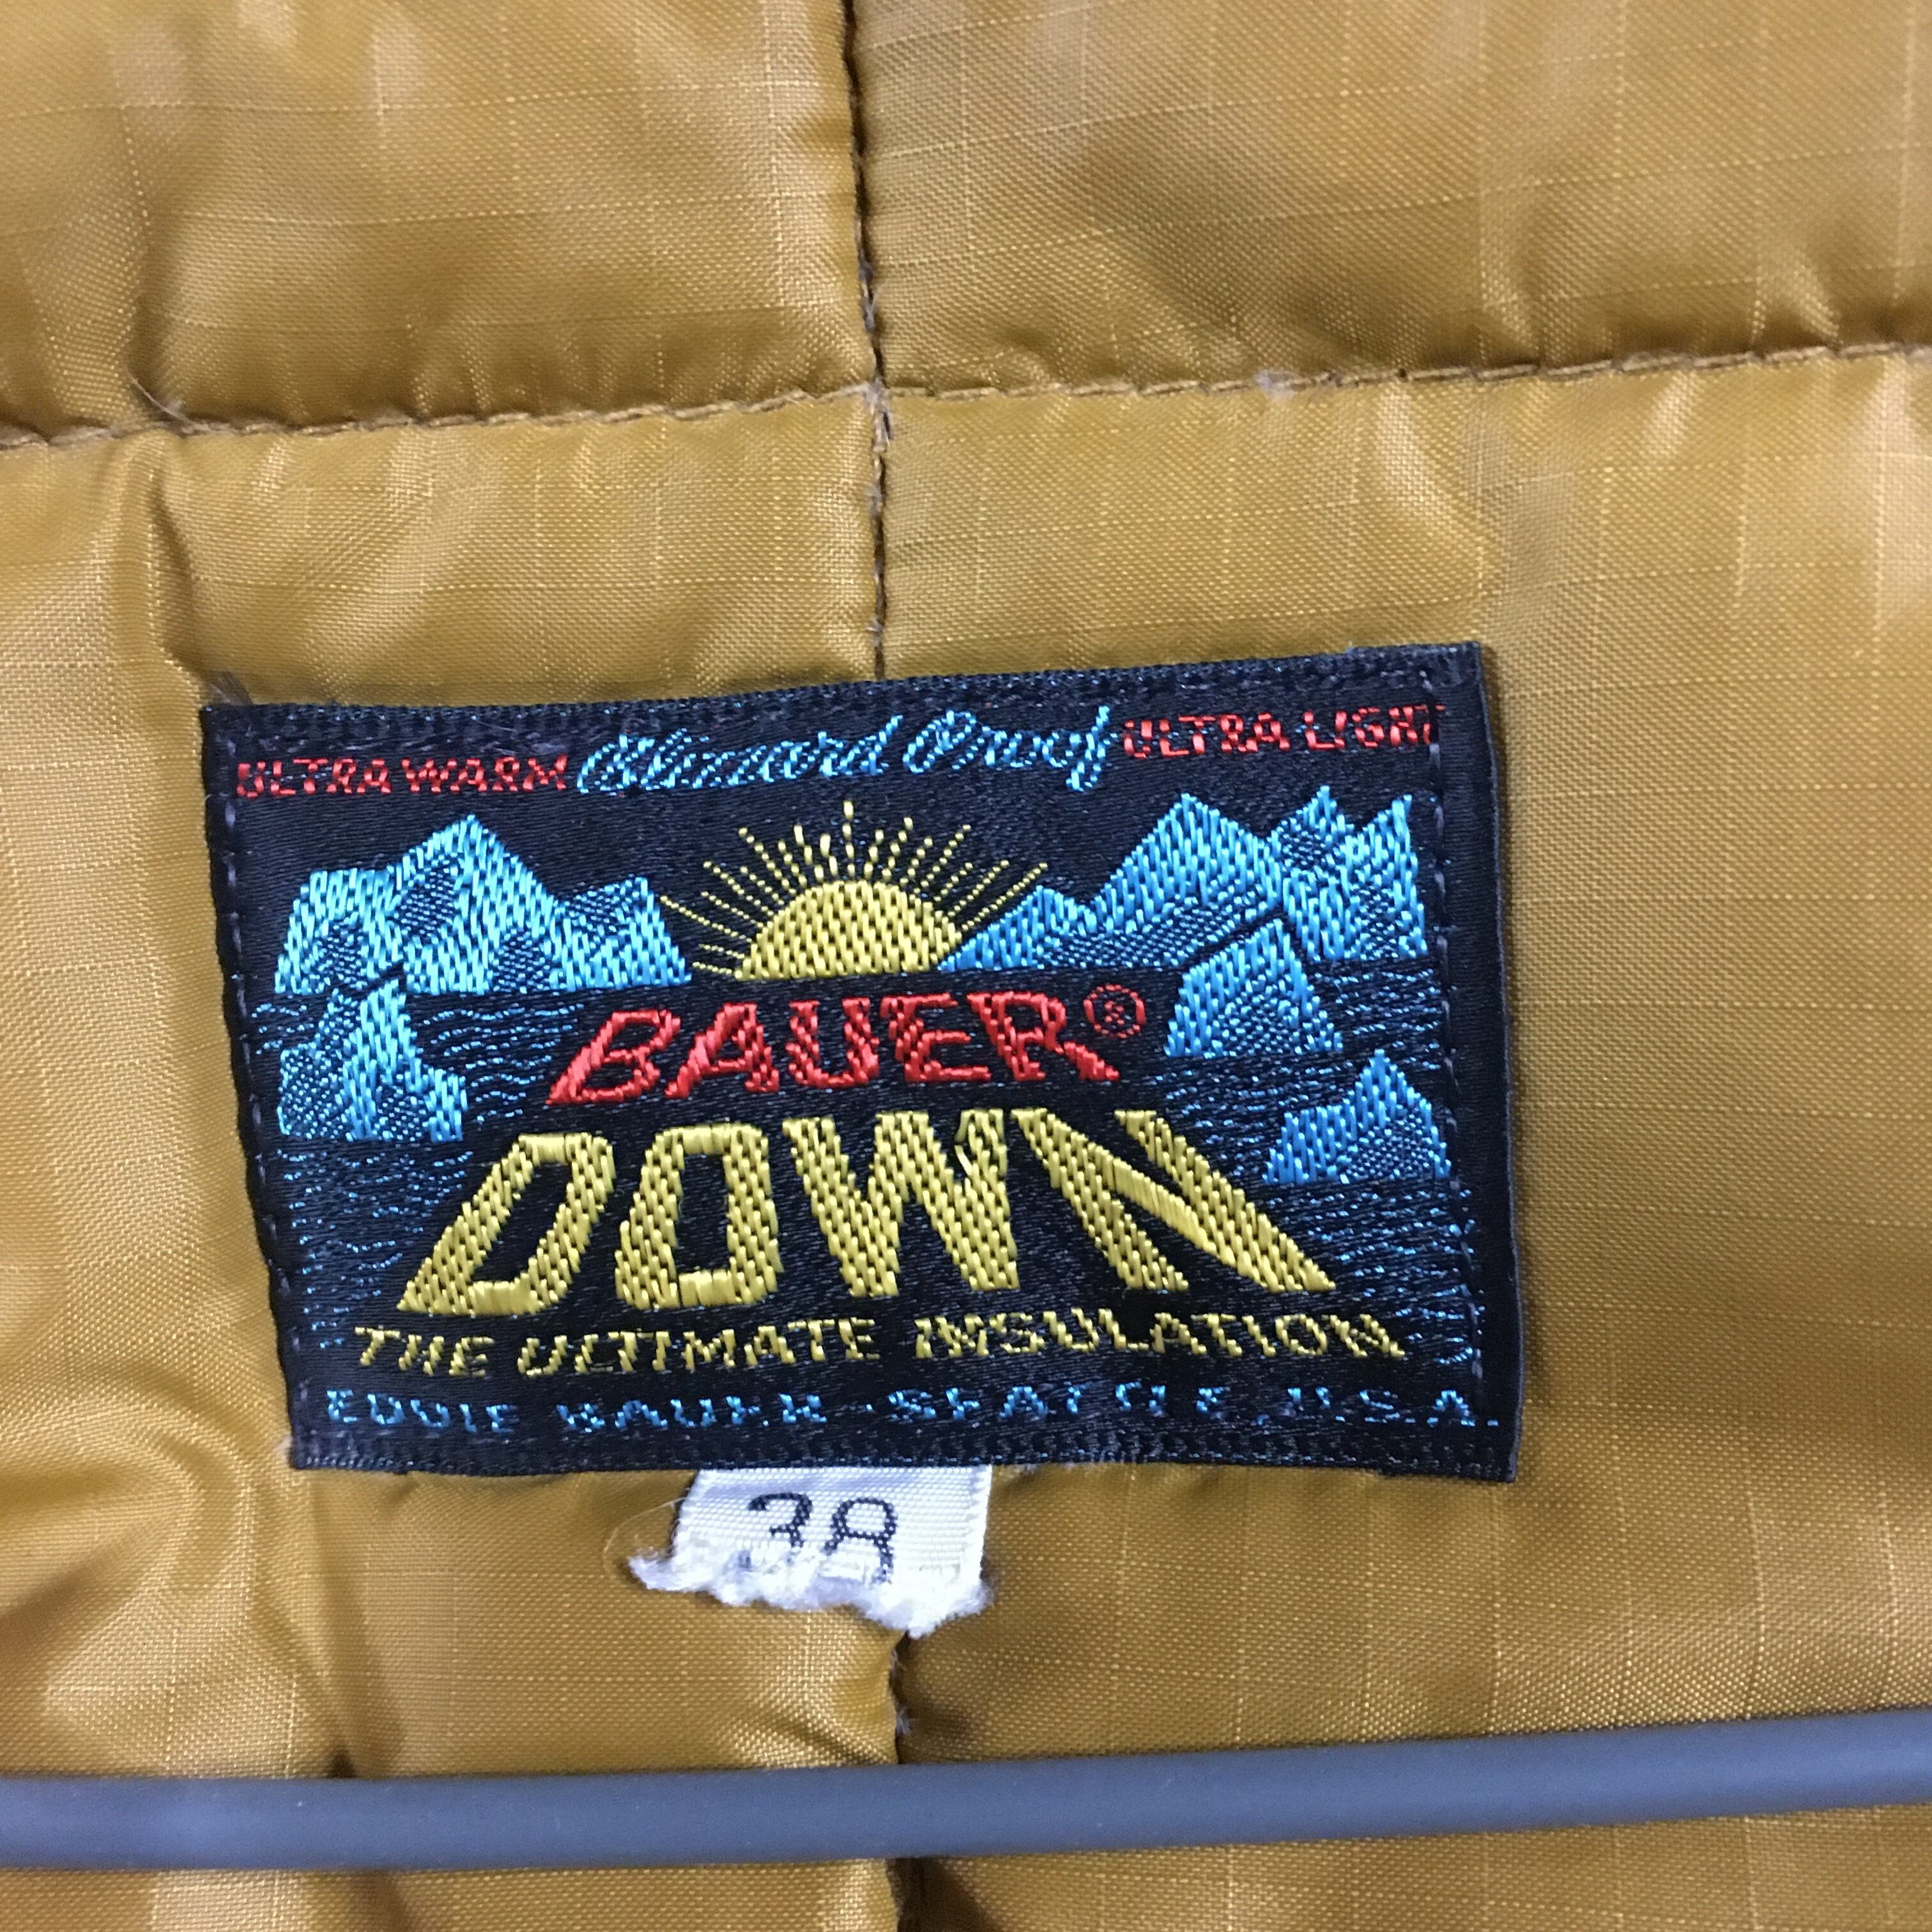 ULTRA WARM Blizzard Proof ULTRA LIGHT
BAUER®
DOWN
THE ULTIMATE INSULATION
EDDIE BAUER - SEATTLE, U.S.A.
38